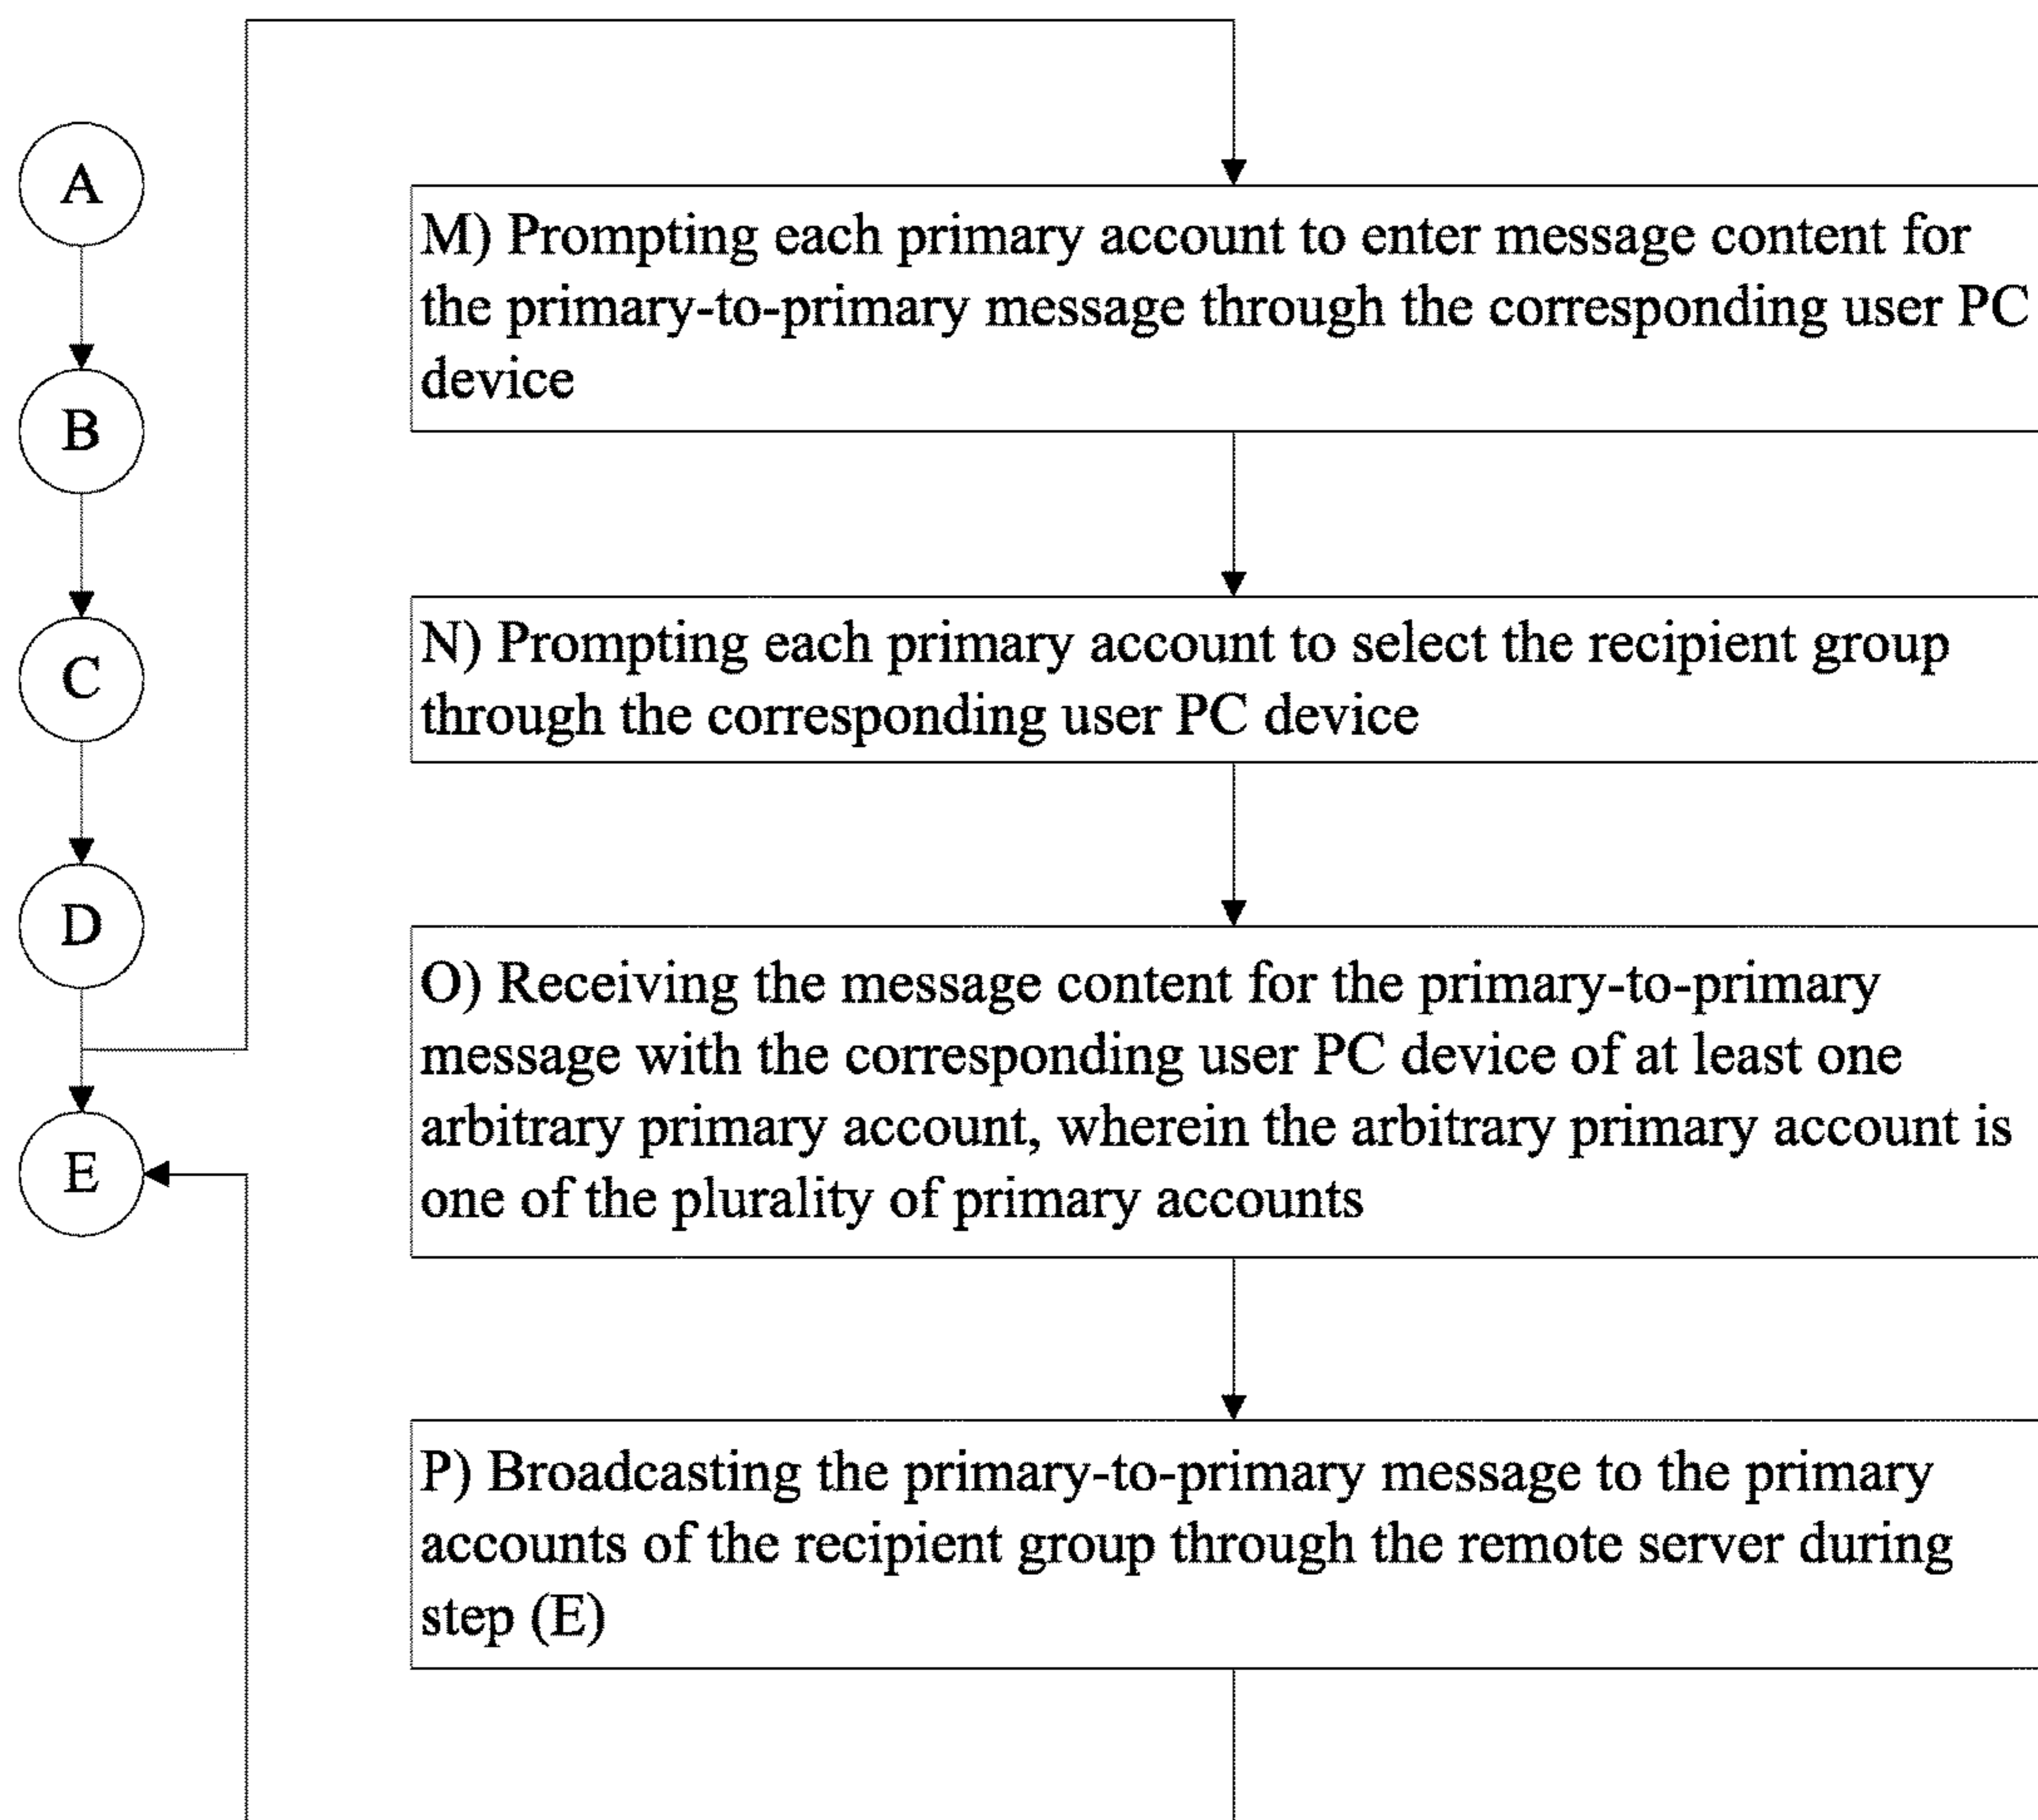 A
B
C
D
E
M) Prompting each primary account to enter message content for
the primary-to-primary message through the corresponding user PC
device
N) Prompting each primary account to select the recipient group
through the corresponding user PC device
O) Receiving the message content for the primary-to-primary
message with the corresponding user PC device of at least one
arbitrary primary account, wherein the arbitrary primary account is
one of the plurality of primary accounts
P) Broadcasting the primary-to-primary message to the primary
accounts of the recipient group through the remote server during
step (E)